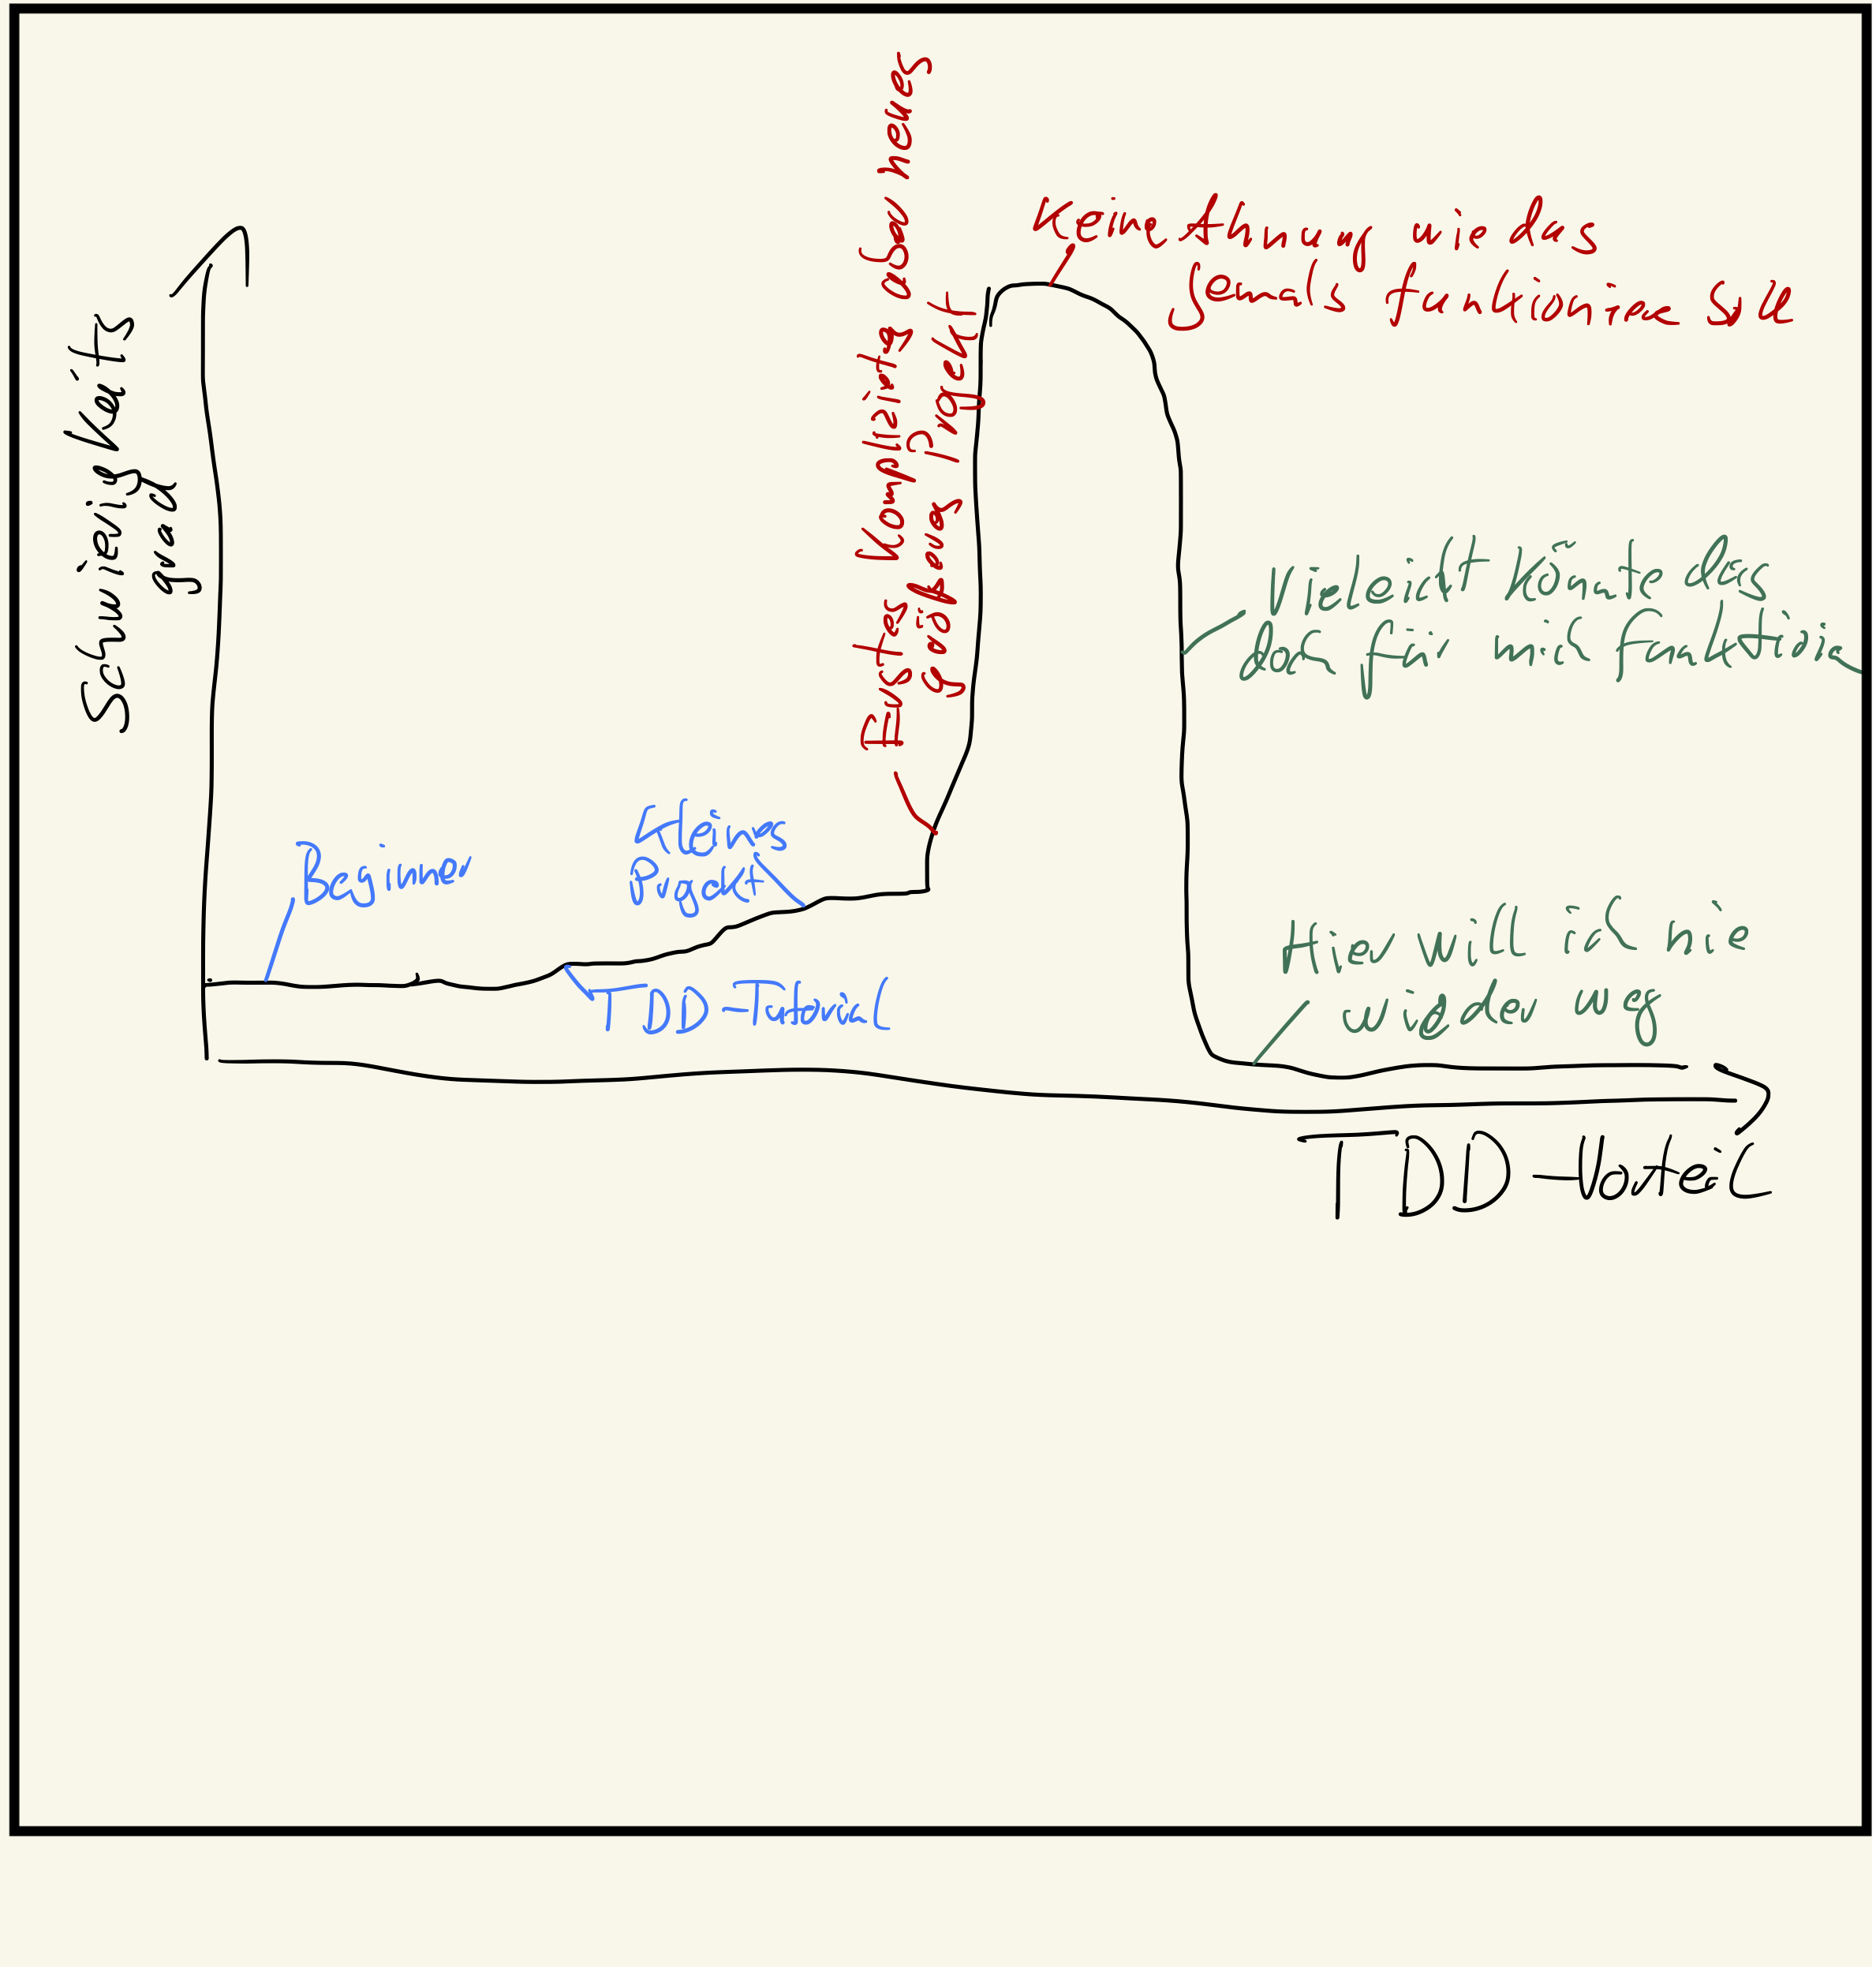 Schwierigkeits
grad
Beginner
Kleines
Projekt
TDD-Tutorial
Erstes Kompliziertes aber neues
größeres Projekt
Keine Ahnung wie das
jemals funktionieren soll
Vieleicht könnte das
doch für mich funktionieren
Hier will ich nie
wieder weg
TDD-Vorteil